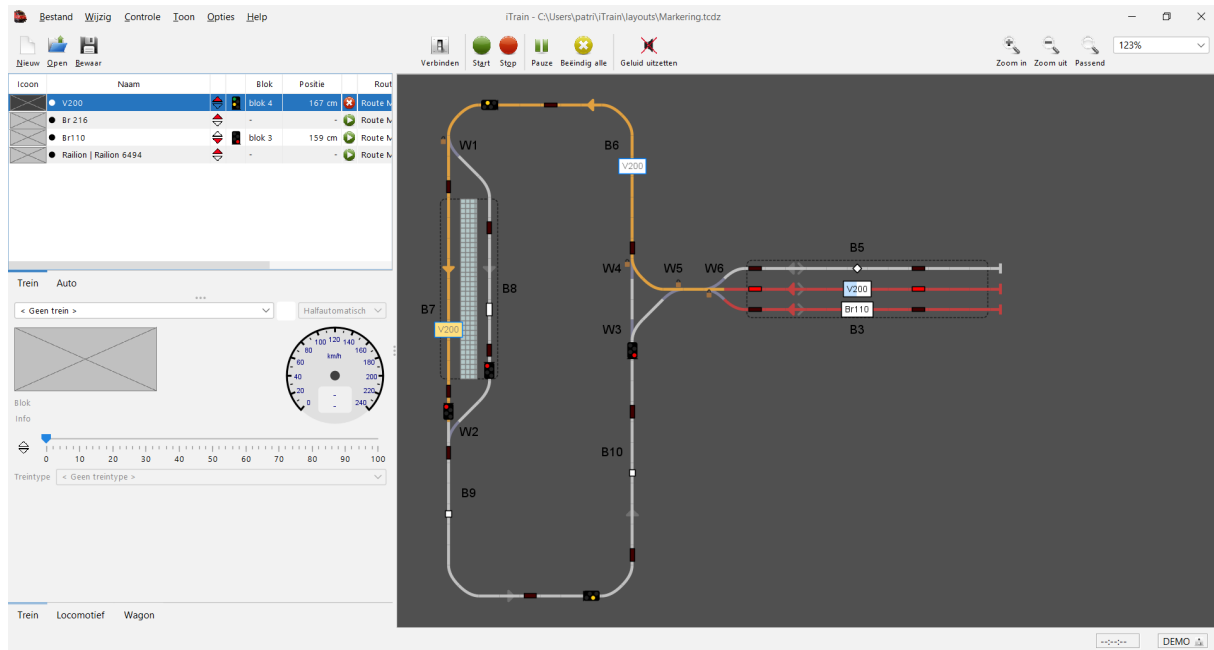 iTrain - C:\Users\patri\iTrain\layouts\Markering.tcdz
Bestand Wijzig Controle Toon Opties Help
Nieuw Open Bewaar Verbinden Start Stop Pauze Beëindig alle Geluid uitzetten Zoom in Zoom uit Passend 123%
Icoon Naam Blok Positie Rout
V200 blok 4 167 cm Route M
Br 216 - - Route M
Br110 blok 3 159 cm Route M
Railion | Railion 6494 - - Route M
Trein Auto
< Geen trein > Halfautomatisch
0 20 40 60 80 100 120 140 160 180 200 220 240
km/h
-
-
Blok
Info
0 10 20 30 40 50 60 70 80 90 100
Treintype < Geen treintype >
Trein Locomotief Wagon
W1 B6
V200
B5
W4 W5 W6
B7 B8
V200
V200
Br110
W3 B3
W2
B10
B9
--:--:-- DEMO